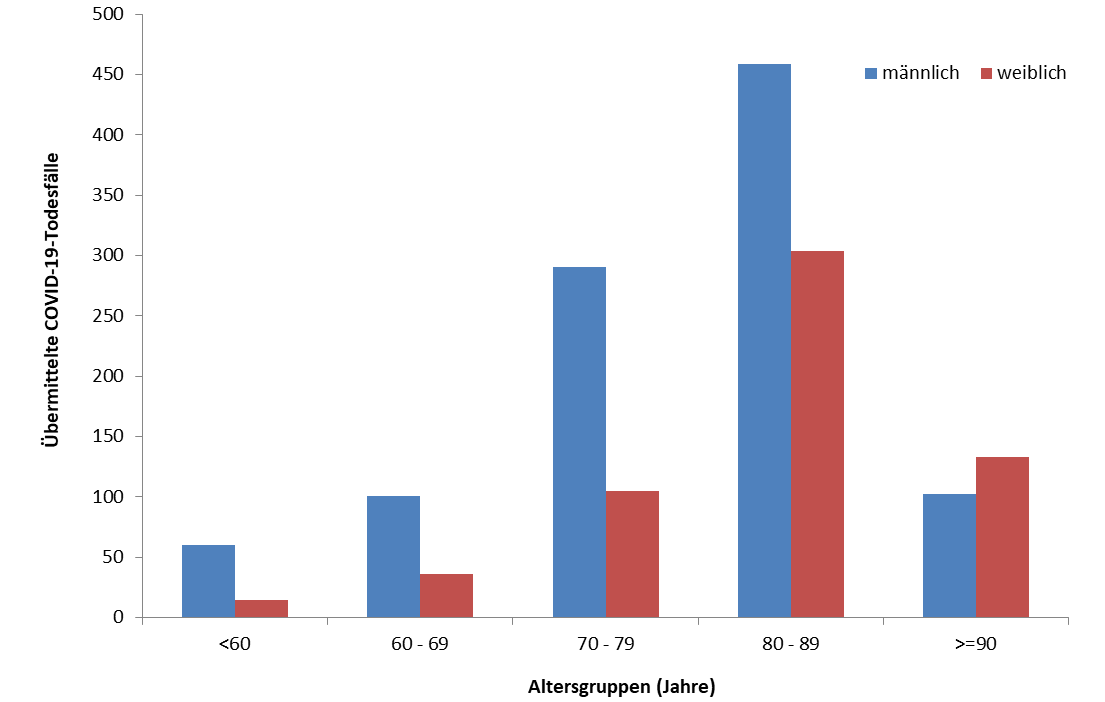 500
450
400
350
300
250
200
150
100
50
0
Übermittelte COVID-19-Todesfälle
männlich weiblich
<60 60 - 69 70 - 79 80 - 89 >=90
Altersgruppen (Jahre)